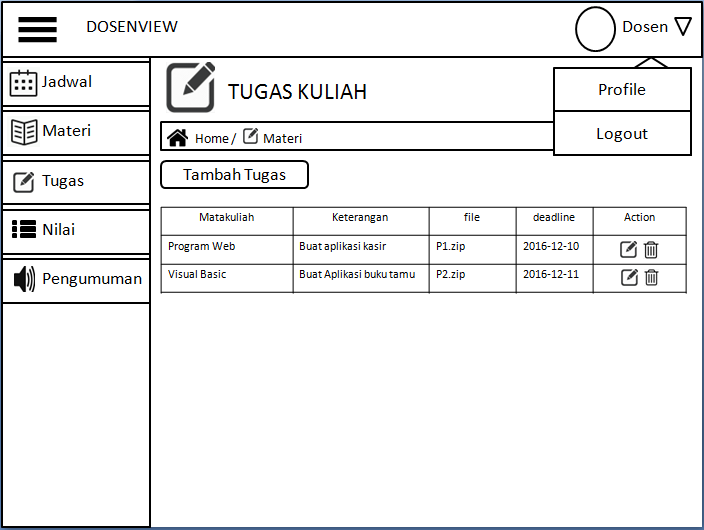 DOSENVIEW
Dosen
Profile
Logout
Jadwal
Materi
Tugas
Nilai
Pengumuman
TUGAS KULIAH
Home / Materi
Tambah Tugas
Matakuliah Keterangan file deadline Action
Program Web Buat aplikasi kasir P1.zip 2016-12-10
Visual Basic Buat Aplikasi buku tamu P2.zip 2016-12-11